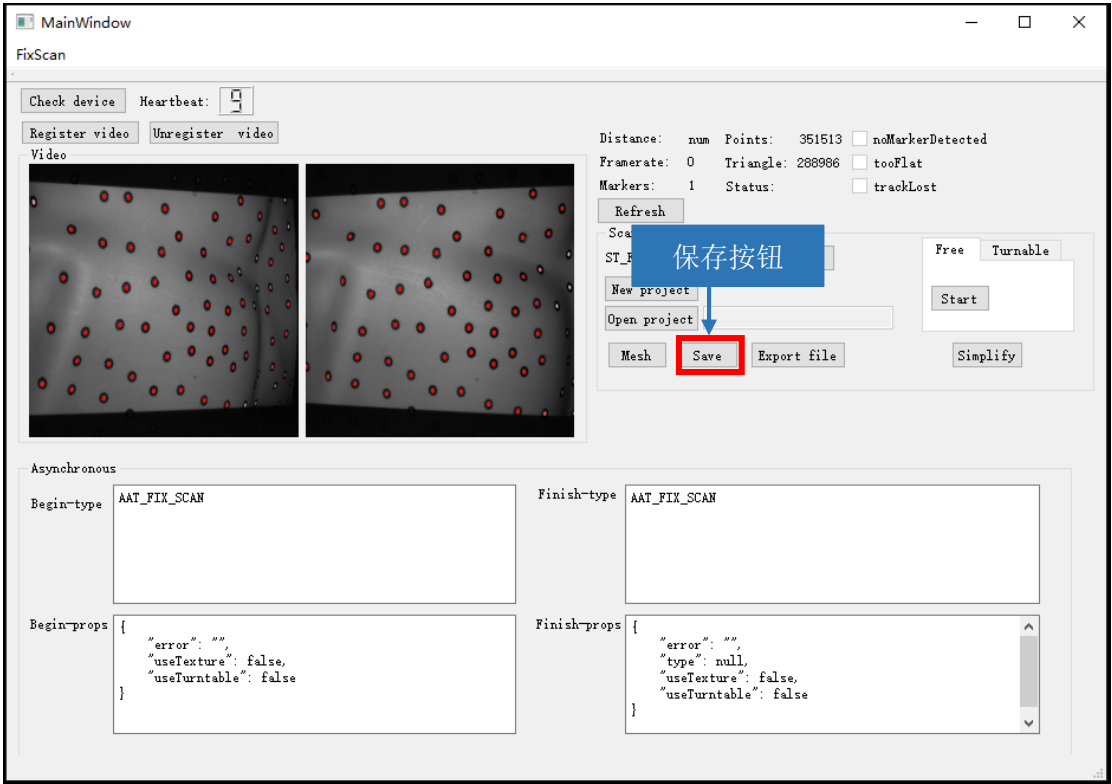 MainWindow
FixScan
Check device Heartbeat: 9
Register video Unregister video
Video
Distance: num Points: 351513 noMarkerDetected
Framerate: 0 Triangle: 288986 tooFlat
Markers: 1 Status: trackLost
Refresh
保存按钮
Free Turnable
New project
Start
Open project
Mesh Save Export file Simplify
Asynchronous
Begin-type AAT_FIX_SCAN
Finish-type AAT_FIX_SCAN
Begin-props {
"error": "",
"useTexture": false,
"useTurntable": false
}
Finish-props {
"error": "",
"type": null,
"useTexture": false,
"useTurntable": false
}